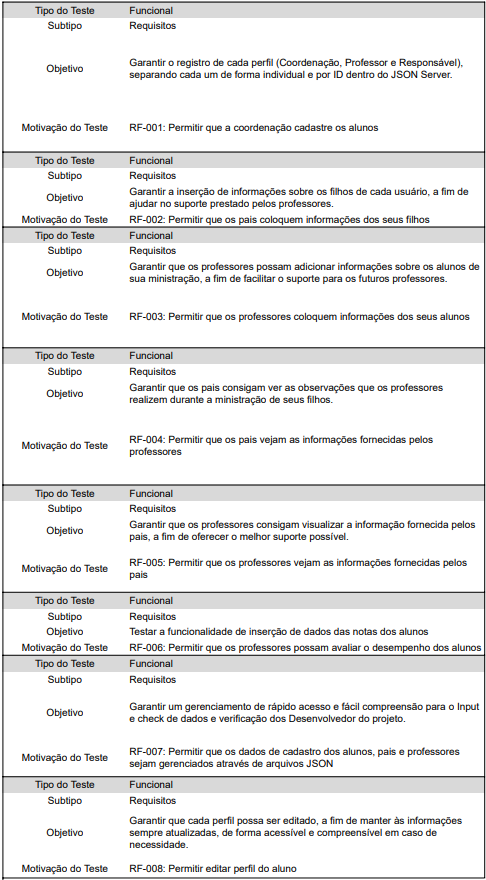 Tipo do Teste Funcional
Subtipo Requisitos
Objetivo Garantir o registro de cada perfil (Coordenação, Professor e Responsável),
separando cada um de forma individual e por ID dentro do JSON Server.
Motivação do Teste RF-001: Permitir que a coordenação cadastre os alunos
Tipo do Teste Funcional
Subtipo Requisitos
Objetivo Garantir a inserção de informações sobre os filhos de cada usuário, a fim de
ajudar no suporte prestado pelos professores.
Motivação do Teste RF-002: Permitir que os pais coloquem informações dos seus filhos
Tipo do Teste Funcional
Subtipo Requisitos
Objetivo Garantir que os professores possam adicionar informações sobre os alunos de
sua ministração, a fim de facilitar o suporte para os futuros professores.
Motivação do Teste RF-003: Permitir que os professores coloquem informações dos seus alunos
Tipo do Teste Funcional
Subtipo Requisitos
Objetivo Garantir que os pais consigam ver as observações que os professores
realizem durante a ministração de seus filhos.
Motivação do Teste RF-004: Permitir que os pais vejam as informações fornecidas pelos
professores
Tipo do Teste Funcional
Subtipo Requisitos
Objetivo Garantir que os professores consigam visualizar a informação fornecida pelos
pais, a fim de oferecer o melhor suporte possível.
Motivação do Teste RF-005: Permitir que os professores vejam as informações fornecidas pelos
pais
Tipo do Teste Funcional
Subtipo Requisitos
Objetivo Testar a funcionalidade de inserção de dados das notas dos alunos
Motivação do Teste RF-006: Permitir que os professores possam avaliar o desempenho dos alunos
Tipo do Teste Funcional
Subtipo Requisitos
Objetivo Garantir um gerenciamento de rápido acesso e fácil compreensão para o Input
e check de dados e verificação dos Desenvolvedor do projeto.
Motivação do Teste RF-007: Permitir que os dados de cadastro dos alunos, pais e professores
sejam gerenciados através de arquivos JSON
Tipo do Teste Funcional
Subtipo Requisitos
Objetivo Garantir que cada perfil possa ser editado, a fim de manter às informações
sempre atualizadas, de forma acessível e compreensível em caso de
necessidade.
Motivação do Teste RF-008: Permitir editar perfil do aluno